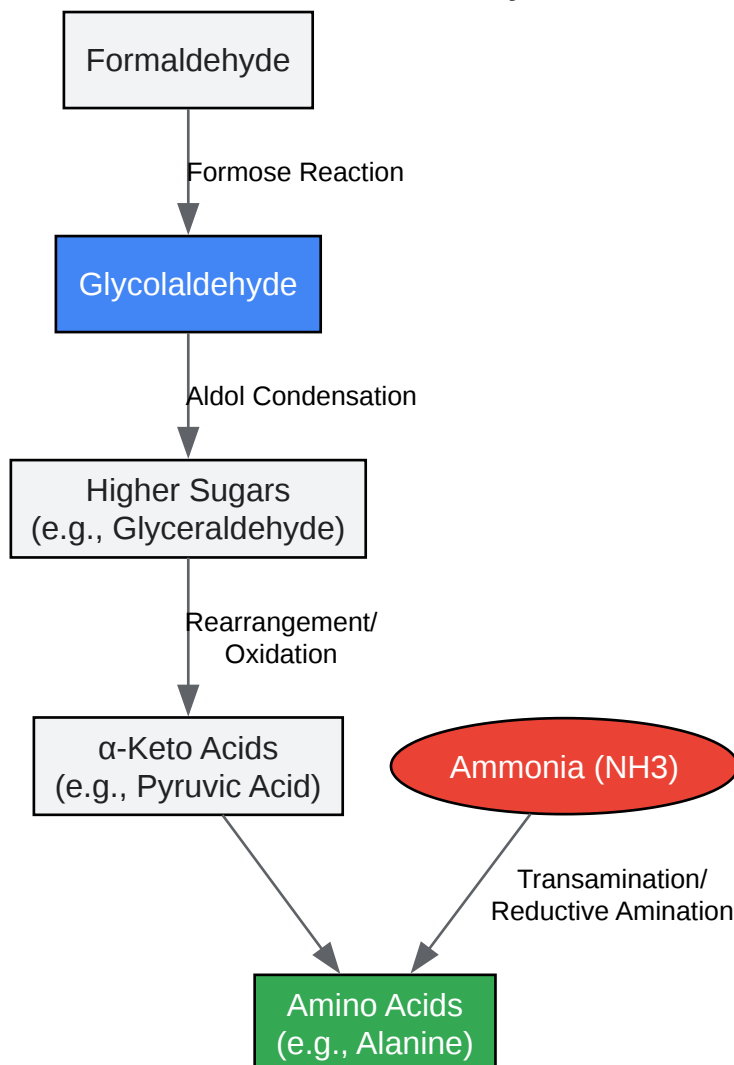 Formaldehyde
Formose Reaction
Glycolaldehyde
Aldol Condensation
Higher Sugars
(e.g., Glyceraldehyde)
Rearrangement/
Oxidation
α-Keto Acids
(e.g., Pyruvic Acid)
Ammonia (NH3)
Transamination/
Reductive Amination
Amino Acids
(e.g., Alanine)